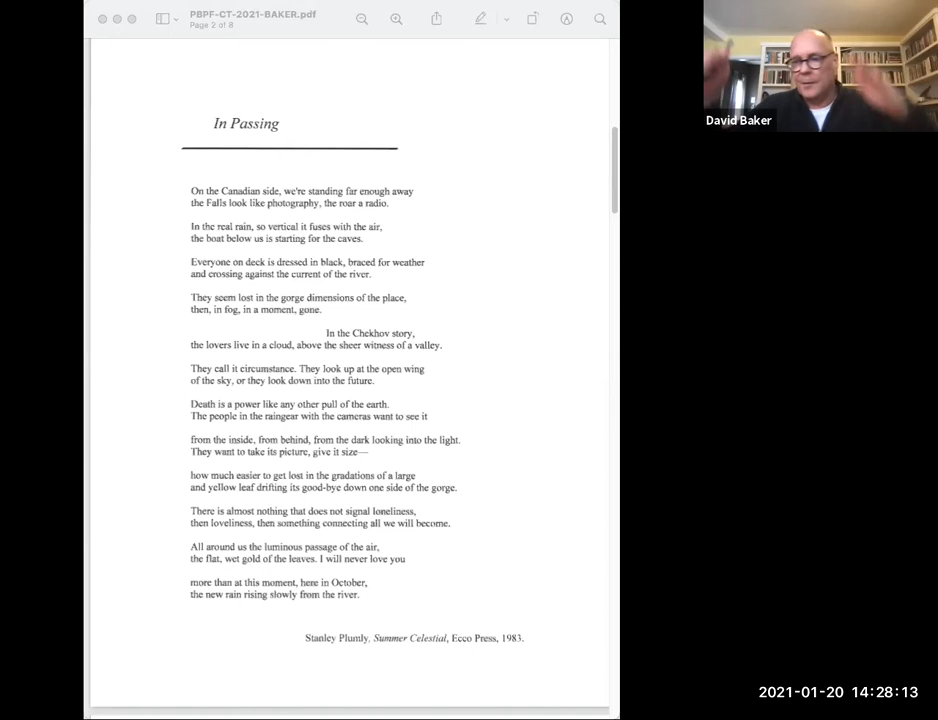 PBPF-CT-2021-BAKER.pdf
Page 2 of 8
David Baker
In Passing
On the Canadian side, we're standing far enough away
the Falls look like photography, the roar a radio.
In the real rain, so vertical it fuses with the air,
the boat below us is starting for the caves.
Everyone on deck is dressed in black, braced for weather
and crossing against the current of the river.
They seem lost in the gorge dimensions of the place,
then, in fog, in a moment, gone.
In the Chekhov story,
the lovers live in a cloud, above the sheer witness of a valley.
They call it circumstance. They look up at the open wing
of the sky, or they look down into the future.
Death is a power like any other pull of the earth.
The people in the raingear with the cameras want to see it
from the inside, from behind, from the dark looking into the light.
They want to take its picture, give it size—
how much easier to get lost in the gradations of a large
and yellow leaf drifting its good-bye down one side of the gorge.
There is almost nothing that does not signal loneliness,
then loveliness, then something connecting all we will become.
All around us the luminous passage of the air,
the flat, wet gold of the leaves. I will never love you
more than at this moment, here in October,
the new rain rising slowly from the river.
Stanley Plumly, Summer Celestial, Ecco Press, 1983.
2021-01-20 14:28:13